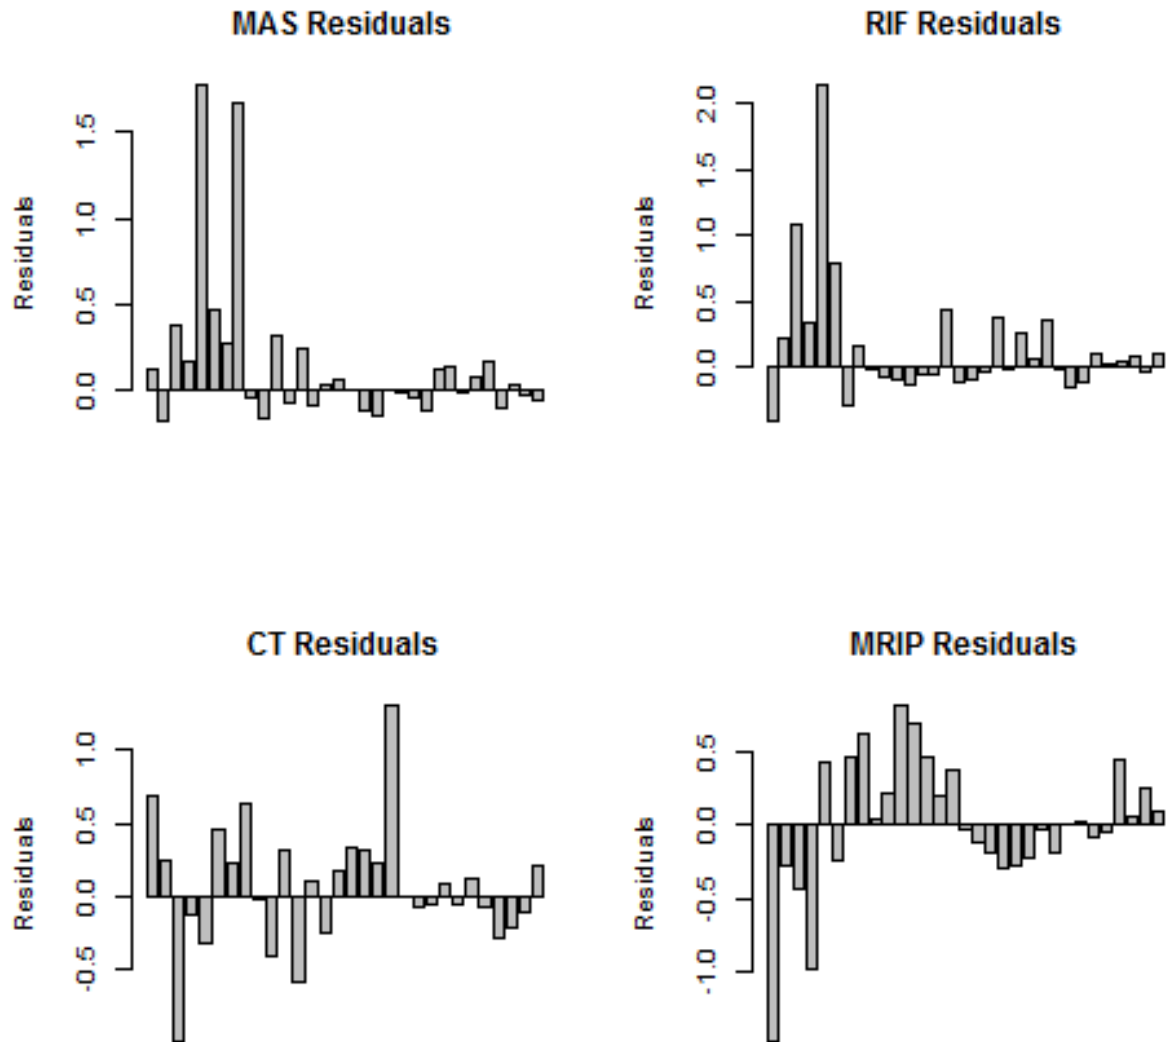 MAS Residuals
Residuals
0.0 0.5 1.0 1.5
RIF Residuals
Residuals
0.0 0.5 1.0 1.5 2.0
CT Residuals
Residuals
-0.5 0.0 0.5 1.0
MRIP Residuals
Residuals
-1.0 -0.5 0.0 0.5